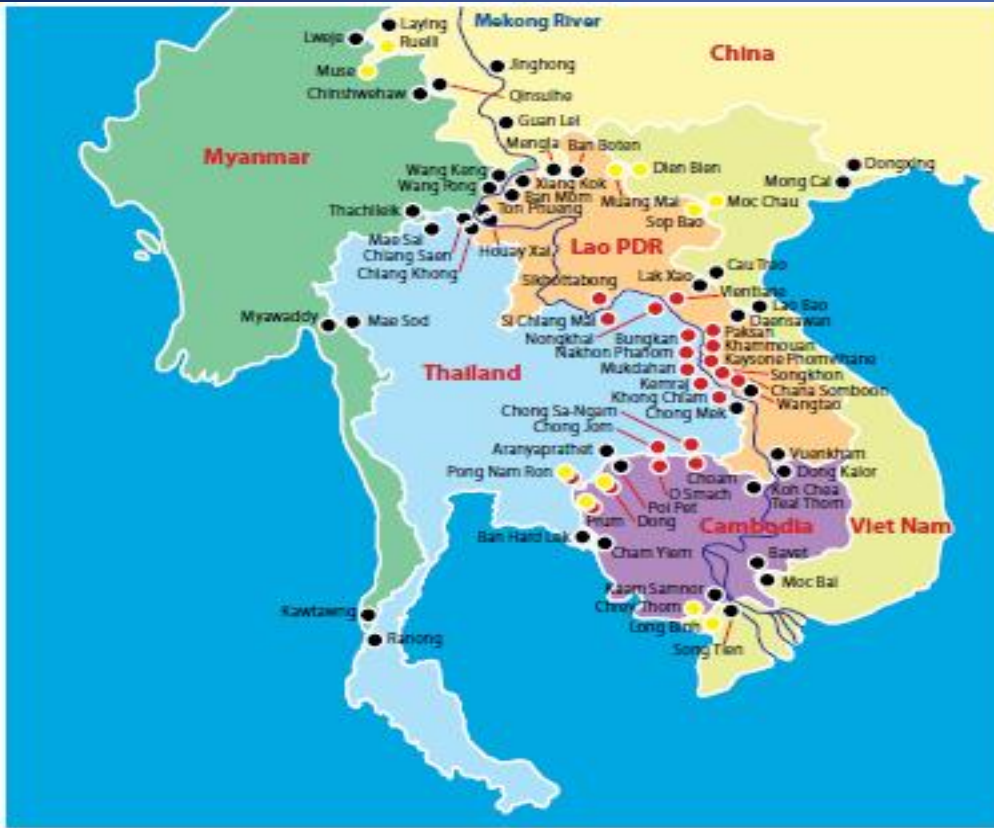 Mekong River
Laying
Lweje
Ruelli
China
Muse
Jinghong
Chinshwehaw
Qinsuihe
Guan Lei
Myanmar
Mengla
Ban Boten
Dien Bien
Dongxing
Wang Keng
Xiang Kok
Mong Cai
Wang Pong
Ban Mom
Muang Mai
Moc Chau
Thachileik
Ton Phueng
Sop Bao
Mae Sai
Houay Xai
Lao PDR
Chiang Saen
Chiang Khong
Sikhottabong
Lak Xao
Cau Trao
Vientiane
Lao Bao
Myawaddy
Mae Sod
Si Chiang Mai
Daensawan
Nongkhai
Bungkan
Paksan
Nakhon Phanom
Khammouan
Thailand
Mukdahan
Kaysone Phomvihane
Kemraj
Songkhon
Khong Chiam
Chana Somboon
Chong Sa-Ngam
Chong Mek
Wangtao
Chong Jom
Aranyaprathet
Vuenkham
Pong Nam Ron
Choam
Dong Kalor
O Smach
Koh Chea
Teal Thom
Poi Pet
Prum
Dong
Cambodia
Viet Nam
Ban Hard Lek
Cham Yiem
Bavet
Moc Bai
Kaam Samnor
Kawtawng
Chrey Thom
Long Binh
Ranong
Song Tien